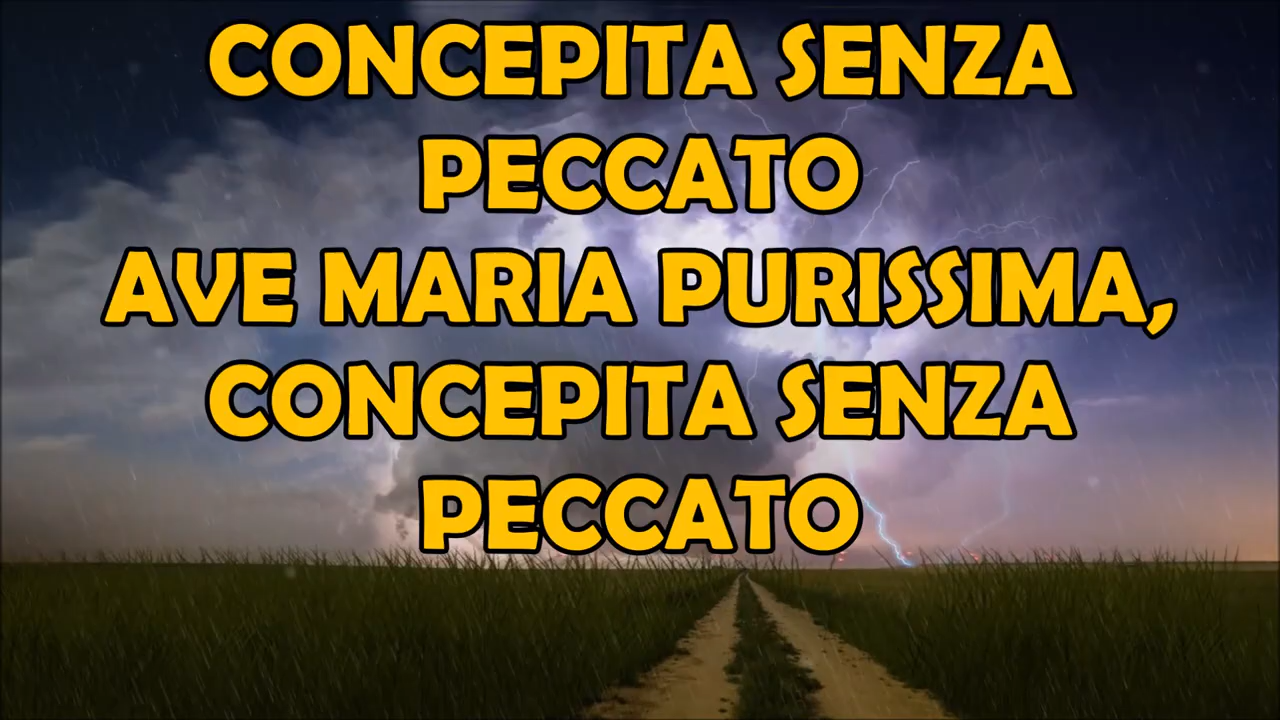 CONCEPITA SENZA
PECCATO
AVE MARIA PURISSIMA,
CONCEPITA SENZA
PECCATO